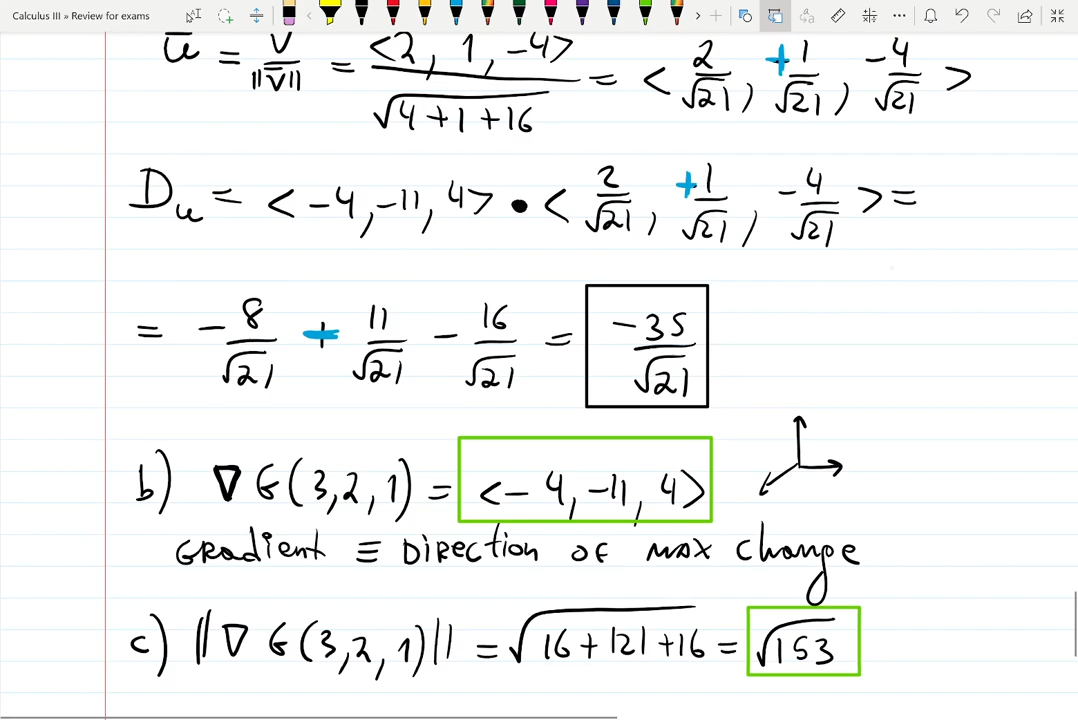 Calculus III » Review for exams
ū = v/||v̄|| = <2, 1, -4>/√(4+1+16) = <2/√21, +1/√21, -4/√21>
Du = <-4, -11, 4> • <2/√21, +1/√21, -4/√21> =
= -8/√21 + 11/√21 - 16/√21 = -35/√21
b) ∇G(3,2,1) = <-4, -11, 4>
Gradient ≡ Direction of max change
c) ||∇G(3,2,1)|| = √(16+121+16) = √153